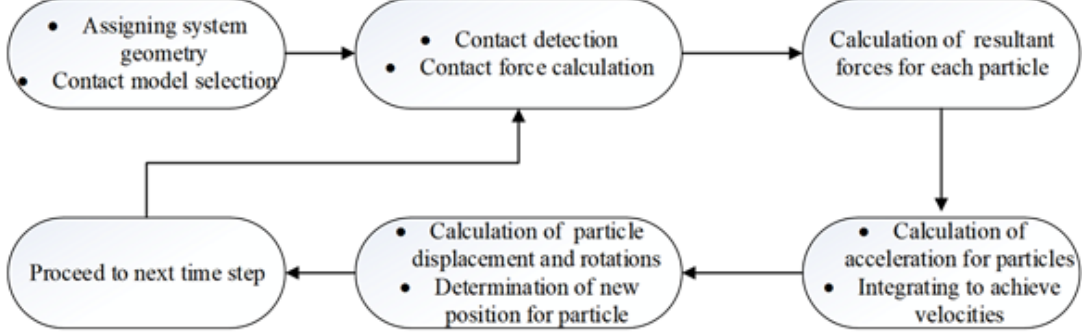 • Assigning system
geometry
• Contact model selection
• Contact detection
• Contact force calculation
Calculation of resultant
forces for each particle
• Calculation of
acceleration for particles
• Integrating to achieve
velocities
• Calculation of particle
displacement and rotations
• Determination of new
position for particle
Proceed to next time step